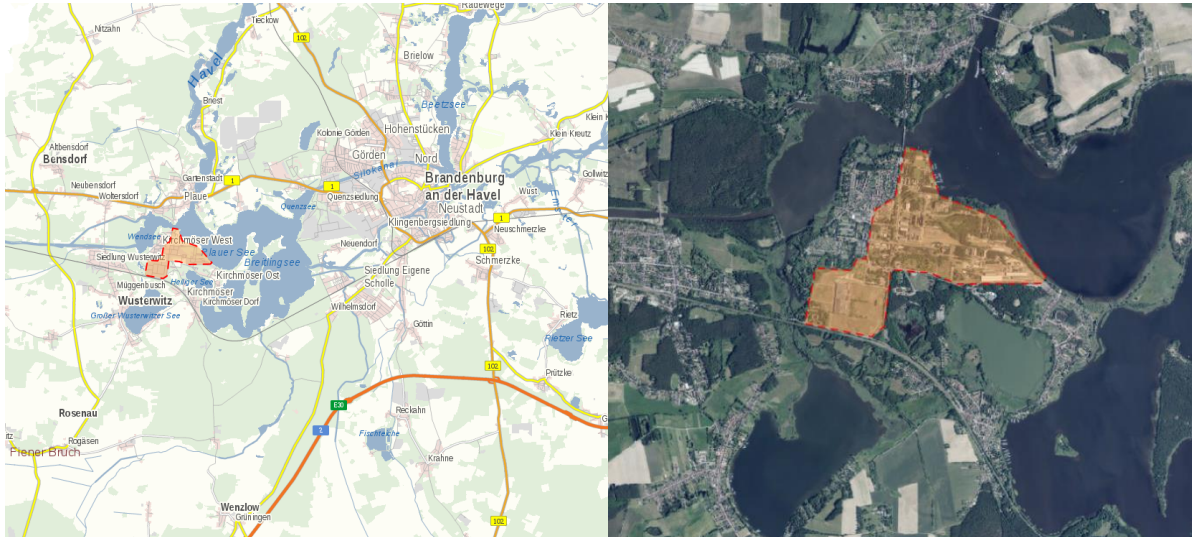 Tieckow
Radewege
Nitzahn
102
Brielow
Havel
Beetzsee
Briest
Kolonie Görden
Hohenstücken
Klein Kreutz
Altbensdorf
Bensdorf
Görden
Nord
Silokanal
Gollwitz
Gartenstadt
1
1
Brandenburg
an der Havel
Neubensdorf
Woltersdorf
Plaue
Quenzsiedlung
Wust
Emster
Quenzsee
Neustadt
Klingenbergsiedlung
1
Neuschmerzke
Wendsee
Kirchmöser West
Neuendorf
102
Siedlung Wusterwitz
Plauer See
Breitlingsee
Schmerzke
Siedlung Eigene
Scholle
Müggenbusch
Heiliger See
Kirchmöser Ost
Kirchmöser
Kirchmöser Dorf
Wusterwitz
Wilhelmsdorf
Großer Wusterwitzer See
Göttin
Rietz
Rietzer See
102
Prützke
E30
Rosenau
Reckahn
2
Rogäsen
Fiener Bruch
Fischteiche
Krahne
Wenzlow
Grüningen
102